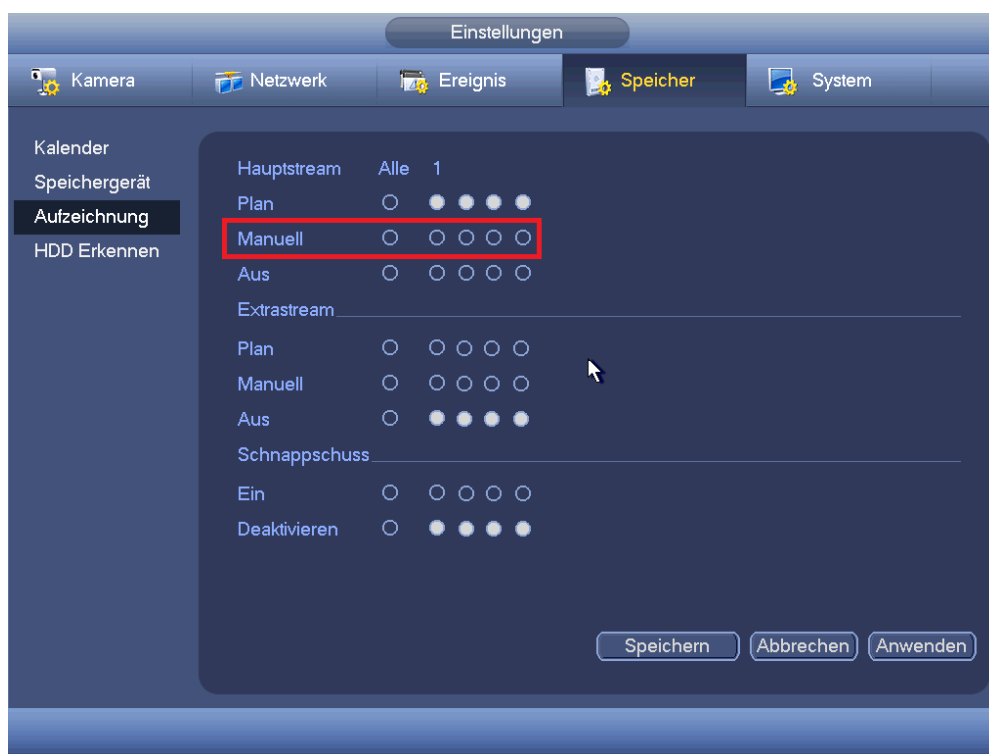 Einstellungen
Kamera Netzwerk Ereignis Speicher System
Kalender
Speichergerät
Aufzeichnung
HDD Erkennen
Hauptstream Alle 1
Plan
Manuell
Aus
Extrastream
Plan
Manuell
Aus
Schnappschuss
Ein
Deaktivieren
Speichern Abbrechen Anwenden